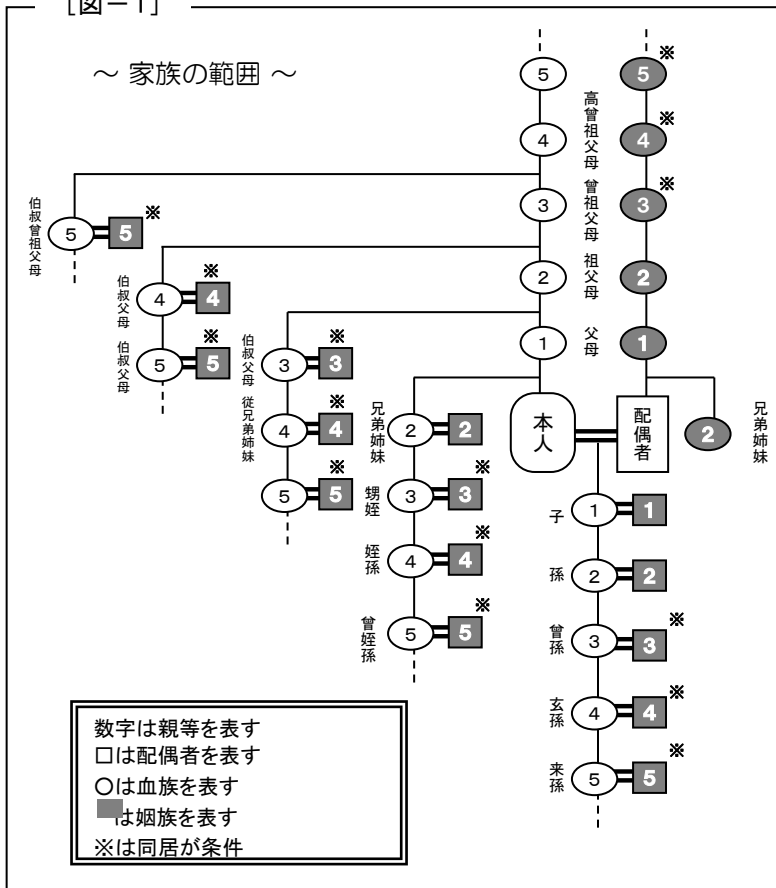 ［図－１］
～ 家族の範囲 ～
5
5
※
4
高曾祖父母
4
※
3
曾祖父母
3
※
伯叔曾祖父母
5
5
※
2
祖父母
2
伯叔父母
4
4
※
1
父母
1
伯叔父母
5
5
※
伯叔父母
3
3
※
従兄弟姉妹
4
4
※
5
5
※
兄弟姉妹
2
2
本人
配偶者
2
兄弟姉妹
甥姪
3
3
※
姪孫
4
4
※
曾姪孫
5
5
※
子
1
1
孫
2
2
曾孫
3
3
※
玄孫
4
4
※
来孫
5
5
※
数字は親等を表す
□は配偶者を表す
○は血族を表す
は姻族を表す
※は同居が条件